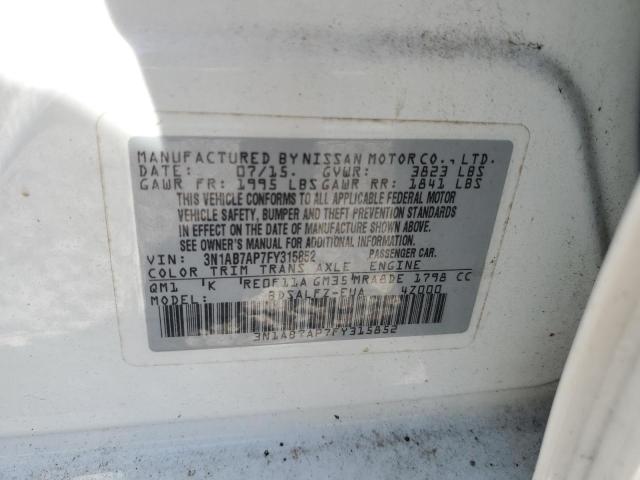 MANUFACTURED BY NISSAN MOTOR CO., LTD.
DATE: 07/15. GVWR: 3823 LBS
GAWR FR: 1995 LBS GAWR RR: 1841 LBS
THIS VEHICLE CONFORMS TO ALL APPLICABLE FEDERAL MOTOR
VEHICLE SAFETY, BUMPER AND THEFT PREVENTION STANDARDS
IN EFFECT ON THE DATE OF MANUFACTURE SHOWN ABOVE.
SEE OWNER'S MANUAL FOR ADDITIONAL INFORMATION.
VIN: 3N1AB7AP7FY315852 PASSENGER CAR.
COLOR TRIM TRANS AXLE ENGINE
QM1 K RE0F11A GM35 MRA8DE 1798 CC
MODEL: BDSALFZ-EUA 4Z000
3N1AB7AP7FY315852